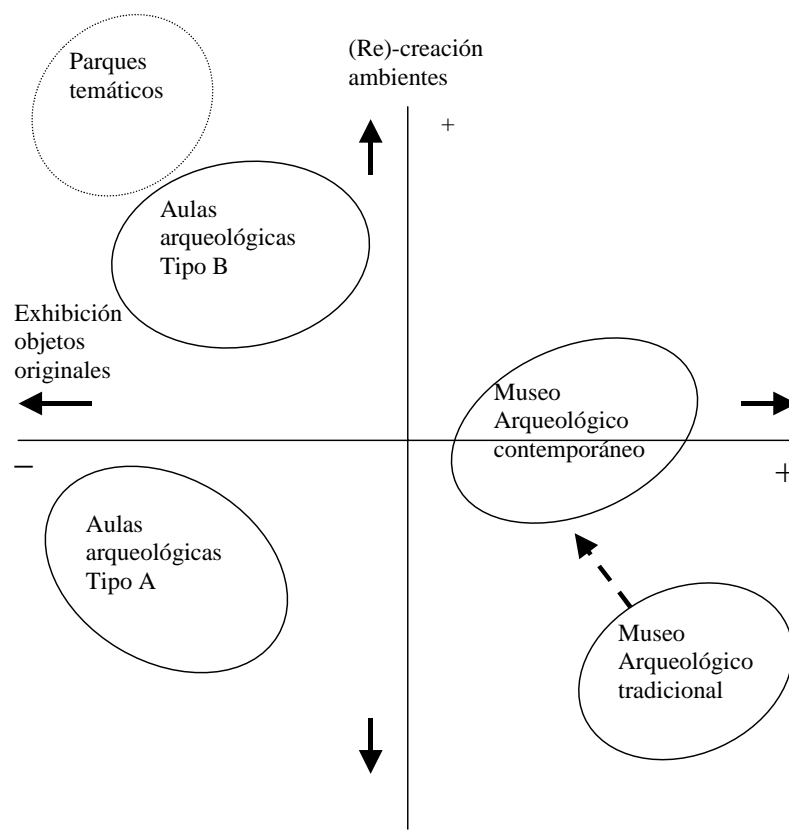 Parques
temáticos
(Re)-creación
ambientes
+
Aulas
arqueológicas
Tipo B
Exhibición
objetos
originales
Museo
Arqueológico
contemporáneo
–
+
Aulas
arqueológicas
Tipo A
Museo
Arqueológico
tradicional